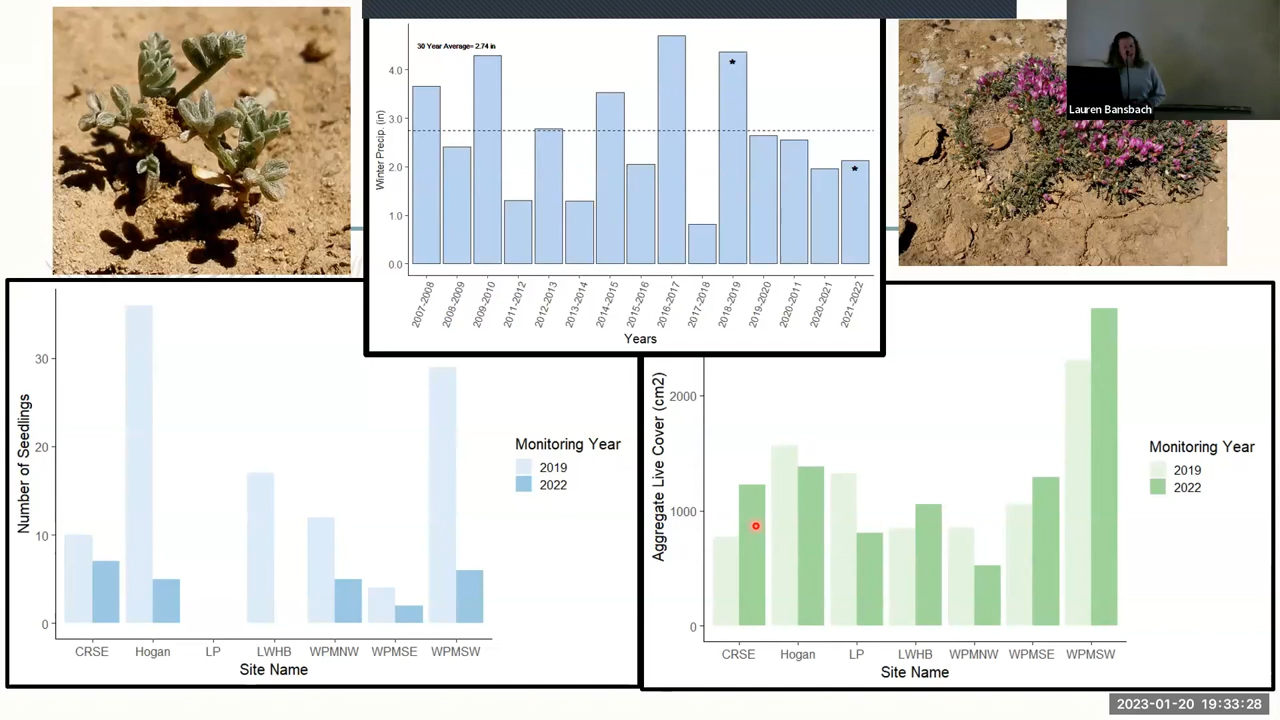 30 Year Average= 2.74 in
Winter Precip. (in)
4.0
3.0
2.0
1.0
0.0
*
*
2007-2008
2008-2009
2009-2010
2011-2012
2012-2013
2013-2014
2014-2015
2015-2016
2016-2017
2017-2018
2018-2019
2019-2020
2020-2011
2020-2021
2021-2022
Years
Lauren Bansbach
Number of Seedlings
30
20
10
0
CRSE Hogan LP LWHB WPMNW WPMSE WPMSW
Site Name
Monitoring Year
2019
2022
Aggregate Live Cover (cm2)
2000
1000
0
CRSE Hogan LP LWHB WPMNW WPMSE WPMSW
Site Name
Monitoring Year
2019
2022
2023-01-20 19:33:28